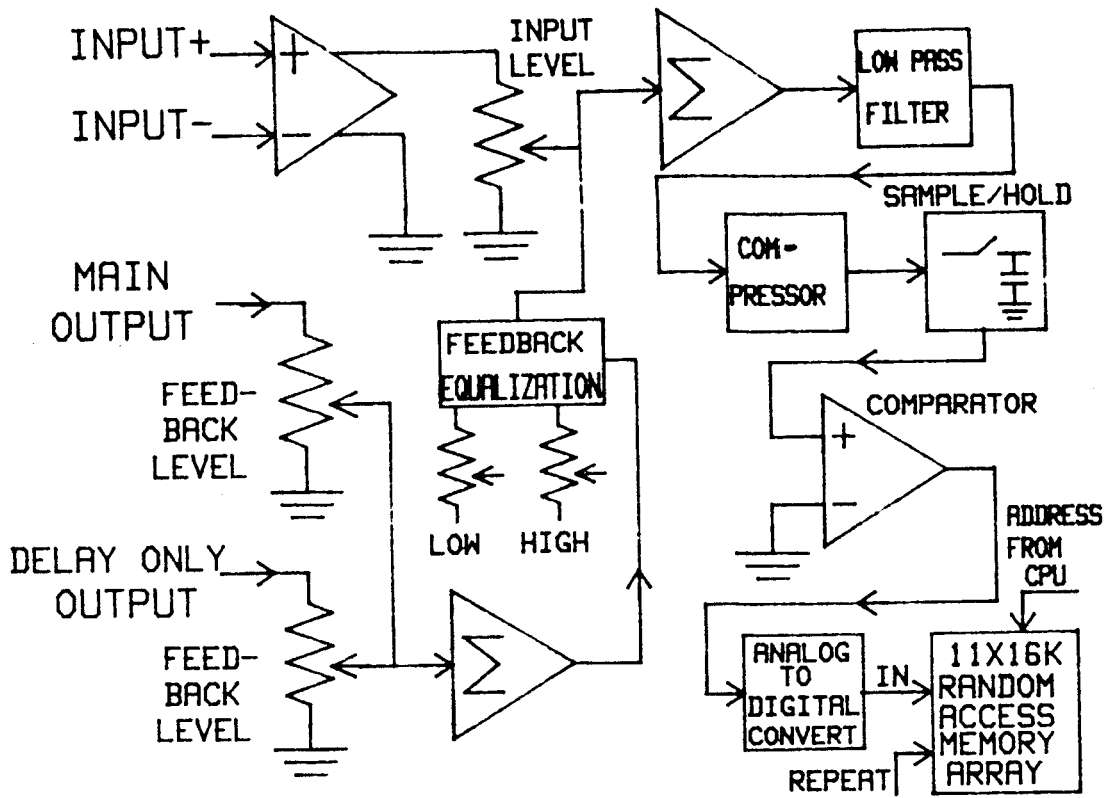 INPUT+
INPUT-
INPUT
LEVEL
Σ
LOW PASS
FILTER
SAMPLE/HOLD
COM-
PRESSOR
MAIN
OUTPUT
FEED-
BACK
LEVEL
FEEDBACK
EQUALIZATION
LOW
HIGH
COMPARATOR
+
-
ADDRESS
FROM
CPU
DELAY ONLY
OUTPUT
FEED-
BACK
LEVEL
Σ
ANALOG
TO
DIGITAL
CONVERT
IN
11X16K
RANDOM
ACCESS
MEMORY
ARRAY
REPEAT